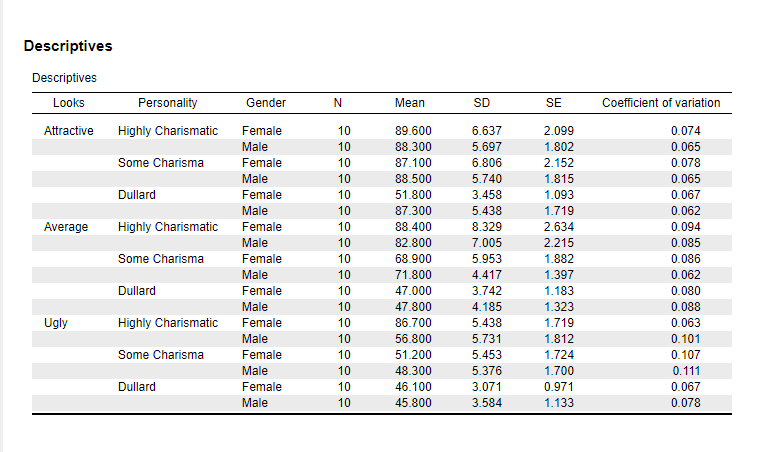 Descriptives
Descriptives
Looks Personality Gender N Mean SD SE Coefficient of variation
Attractive Highly Charismatic Female 10 89.600 6.637 2.099 0.074
Male 10 88.300 5.697 1.802 0.065
Some Charisma Female 10 87.100 6.806 2.152 0.078
Male 10 88.500 5.740 1.815 0.065
Dullard Female 10 51.800 3.458 1.093 0.067
Male 10 87.300 5.438 1.719 0.062
Average Highly Charismatic Female 10 88.400 8.329 2.634 0.094
Male 10 82.800 7.005 2.215 0.085
Some Charisma Female 10 68.900 5.953 1.882 0.086
Male 10 71.800 4.417 1.397 0.062
Dullard Female 10 47.000 3.742 1.183 0.080
Male 10 47.800 4.185 1.323 0.088
Ugly Highly Charismatic Female 10 86.700 5.438 1.719 0.063
Male 10 56.800 5.731 1.812 0.101
Some Charisma Female 10 51.200 5.453 1.724 0.107
Male 10 48.300 5.376 1.700 0.111
Dullard Female 10 46.100 3.071 0.971 0.067
Male 10 45.800 3.584 1.133 0.078